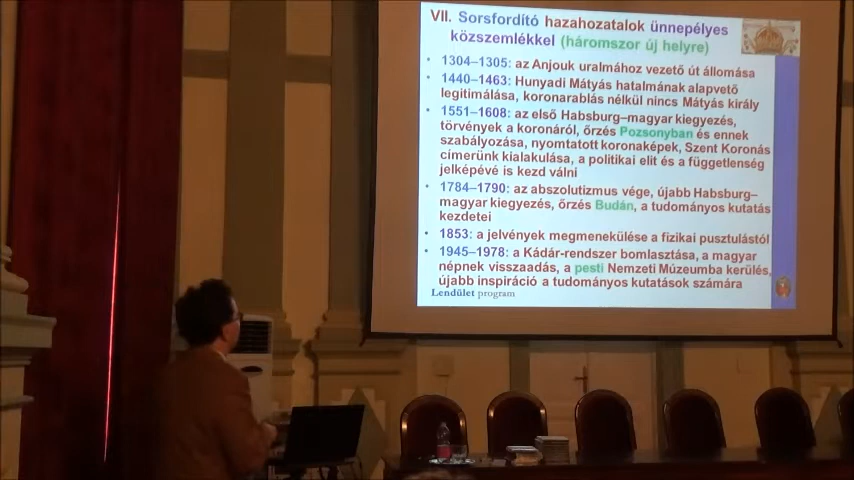 VII. Sorsfordító hazahozatalok ünnepélyes
közszemlékkel (háromszor új helyre)
• 1304–1305: az Anjouk uralmához vezető út állomása
• 1440–1463: Hunyadi Mátyás hatalmának alapvető
legitimálása, koronarablás nélkül nincs Mátyás király
• 1551–1608: az első Habsburg–magyar kiegyezés,
törvények a koronáról, őrzés Pozsonyban és ennek
szabályozása, nyomtatott koronaképek, Szent Koronás
címerünk kialakulása, a politikai elit és a függetlenség
jelképévé is kezd válni
• 1784–1790: az abszolutizmus vége, újabb Habsburg–
magyar kiegyezés, őrzés Budán, a tudományos kutatás
kezdetei
• 1853: a jelvények megmenekülése a fizikai pusztulástól
• 1945–1978: a Kádár-rendszer bomlasztása, a magyar
népnek visszaadás, a pesti Nemzeti Múzeumba kerülés,
újabb inspiráció a tudományos kutatások számára
Lendület program